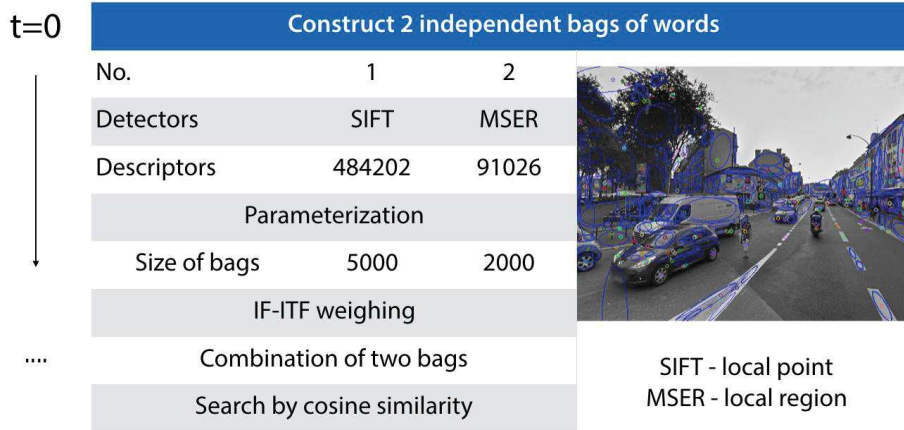 t=0
Construct 2 independent bags of words
No. 1 2
Detectors SIFT MSER
Descriptors 484202 91026
Parameterization
Size of bags 5000 2000
IF-ITF weighing
.... Combination of two bags
Search by cosine similarity
SIFT - local point
MSER - local region